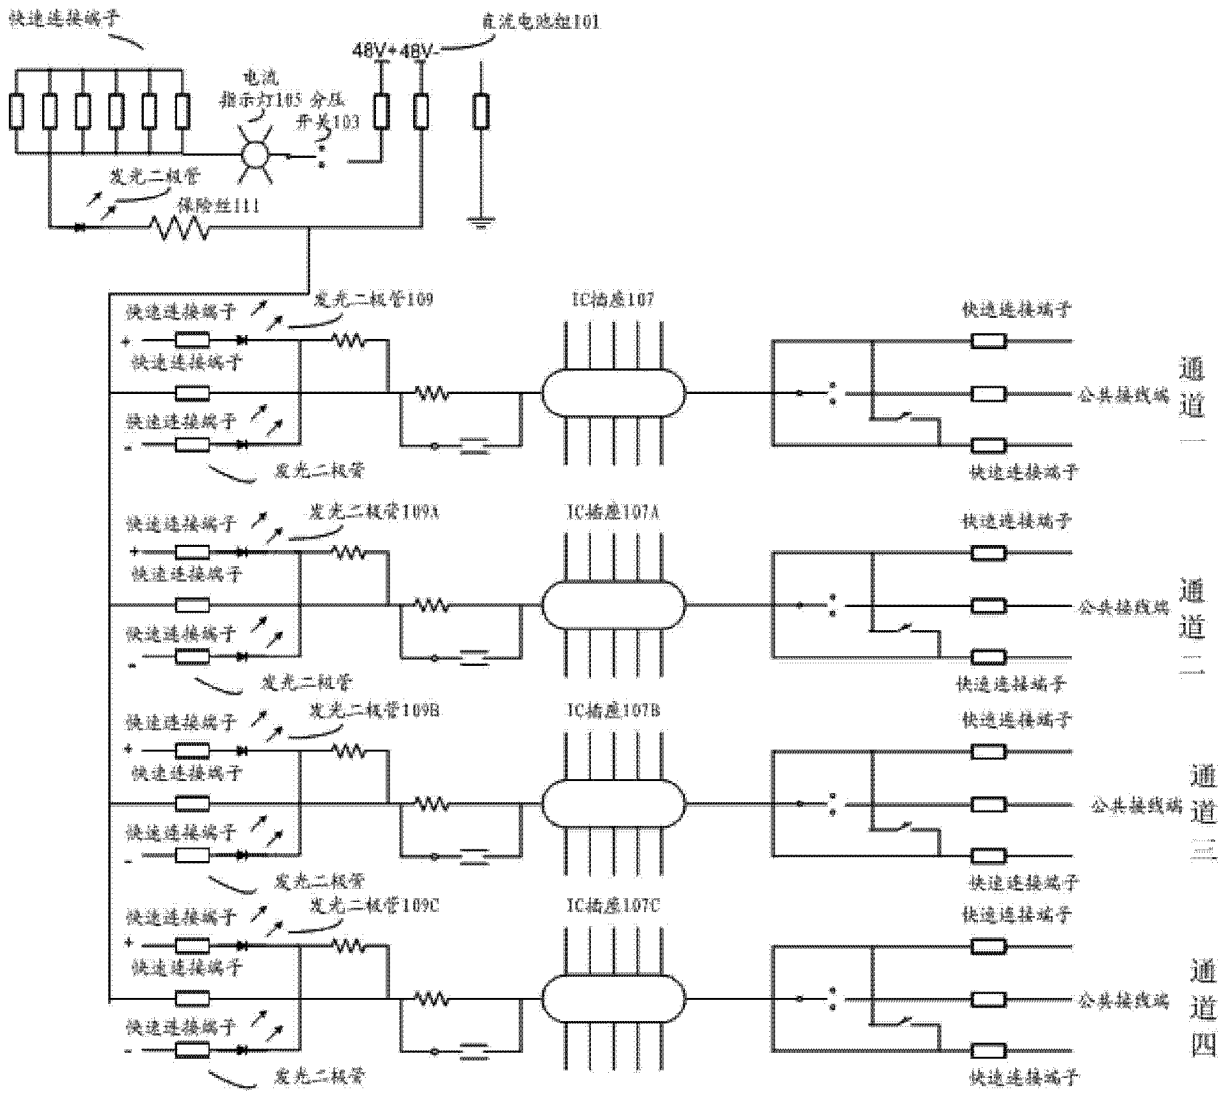 快速连接端子
直流电池组101
48V+48V-
电流
指示灯105 分压
开关103
发光二极管
保险丝111
快速连接端子
发光二极管109
IC插座107
快速连接端子
+
快速连接端子
公共接线端
通道一
快速连接端子
-
发光二极管
快速连接端子
快速连接端子
发光二极管109A
IC插座107A
快速连接端子
+
快速连接端子
公共接线端
通道二
快速连接端子
-
发光二极管
快速连接端子
快速连接端子
发光二极管109B
IC插座107B
快速连接端子
+
快速连接端子
公共接线端
通道三
快速连接端子
-
发光二极管
快速连接端子
快速连接端子
发光二极管109C
IC插座107C
快速连接端子
+
快速连接端子
公共接线端
通道四
快速连接端子
-
发光二极管
快速连接端子